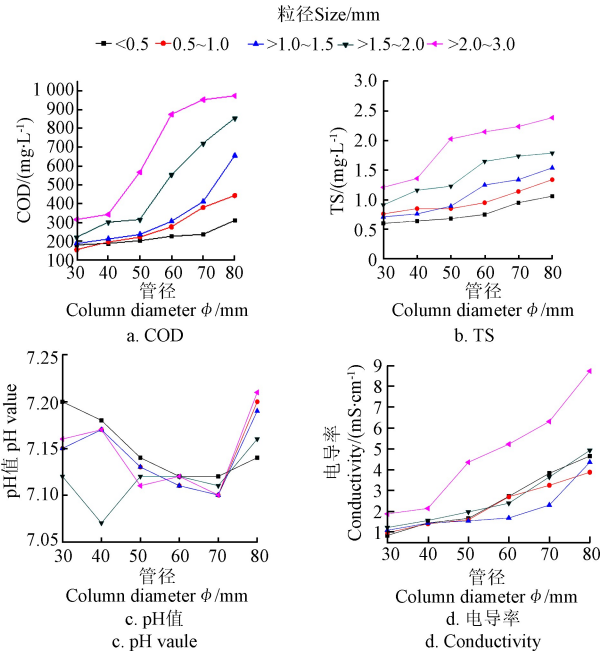 粒径Size/mm
<0.5 0.5~1.0 >1.0~1.5 >1.5~2.0 >2.0~3.0
COD/(mg·L-1)
1 000
900
800
700
600
500
400
300
200
100
30 40 50 60 70 80
管径
Column diameter φ/mm
a. COD
TS/(mg·L-1)
3.0
2.5
2.0
1.5
1.0
0.5
0
30 40 50 60 70 80
管径
Column diameter φ/mm
b. TS
pH值 pH value
7.25
7.20
7.15
7.10
7.05
30 40 50 60 70 80
管径
Column diameter φ/mm
c. pH值
c. pH vaule
电导率
Conductivity/(mS·cm-1)
9
8
7
6
5
4
3
2
1
30 40 50 60 70 80
管径
Column diameter φ/mm
d. 电导率
d. Conductivity